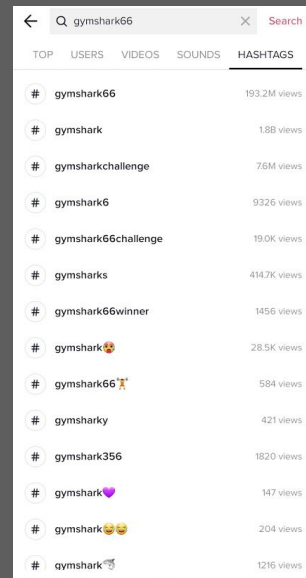 gymshark66 Search
TOP USERS VIDEOS SOUNDS HASHTAGS
# gymshark66 193.2M views
# gymshark 1.8B views
# gymsharkchallenge 7.6M views
# gymshark6 9326 views
# gymshark66challenge 19.0K views
# gymsharks 414.7K views
# gymshark66winner 1456 views
# gymshark🥵 28.5K views
# gymshark66🏋️ 584 views
# gymsharky 421 views
# gymshark356 1820 views
# gymshark💜 147 views
# gymshark😂😂 204 views
# gymshark🦈 1216 views